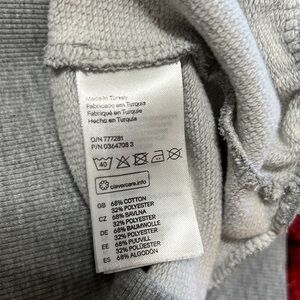 Made in Turkey
Fabricado em Turquia
Fabriqué en Turquie
Hecho en Turquía
O/N 777281
P/N 0364708 3
40
clevercare.info
GB 68% COTTON
32% POLYESTER
CZ 68% BAVLNA
32% POLYESTER
DE 68% BAUMWOLLE
32% POLYESTER
EE 68% PUUVILL
32% POLÜESTER
ES 68% ALGODÓN